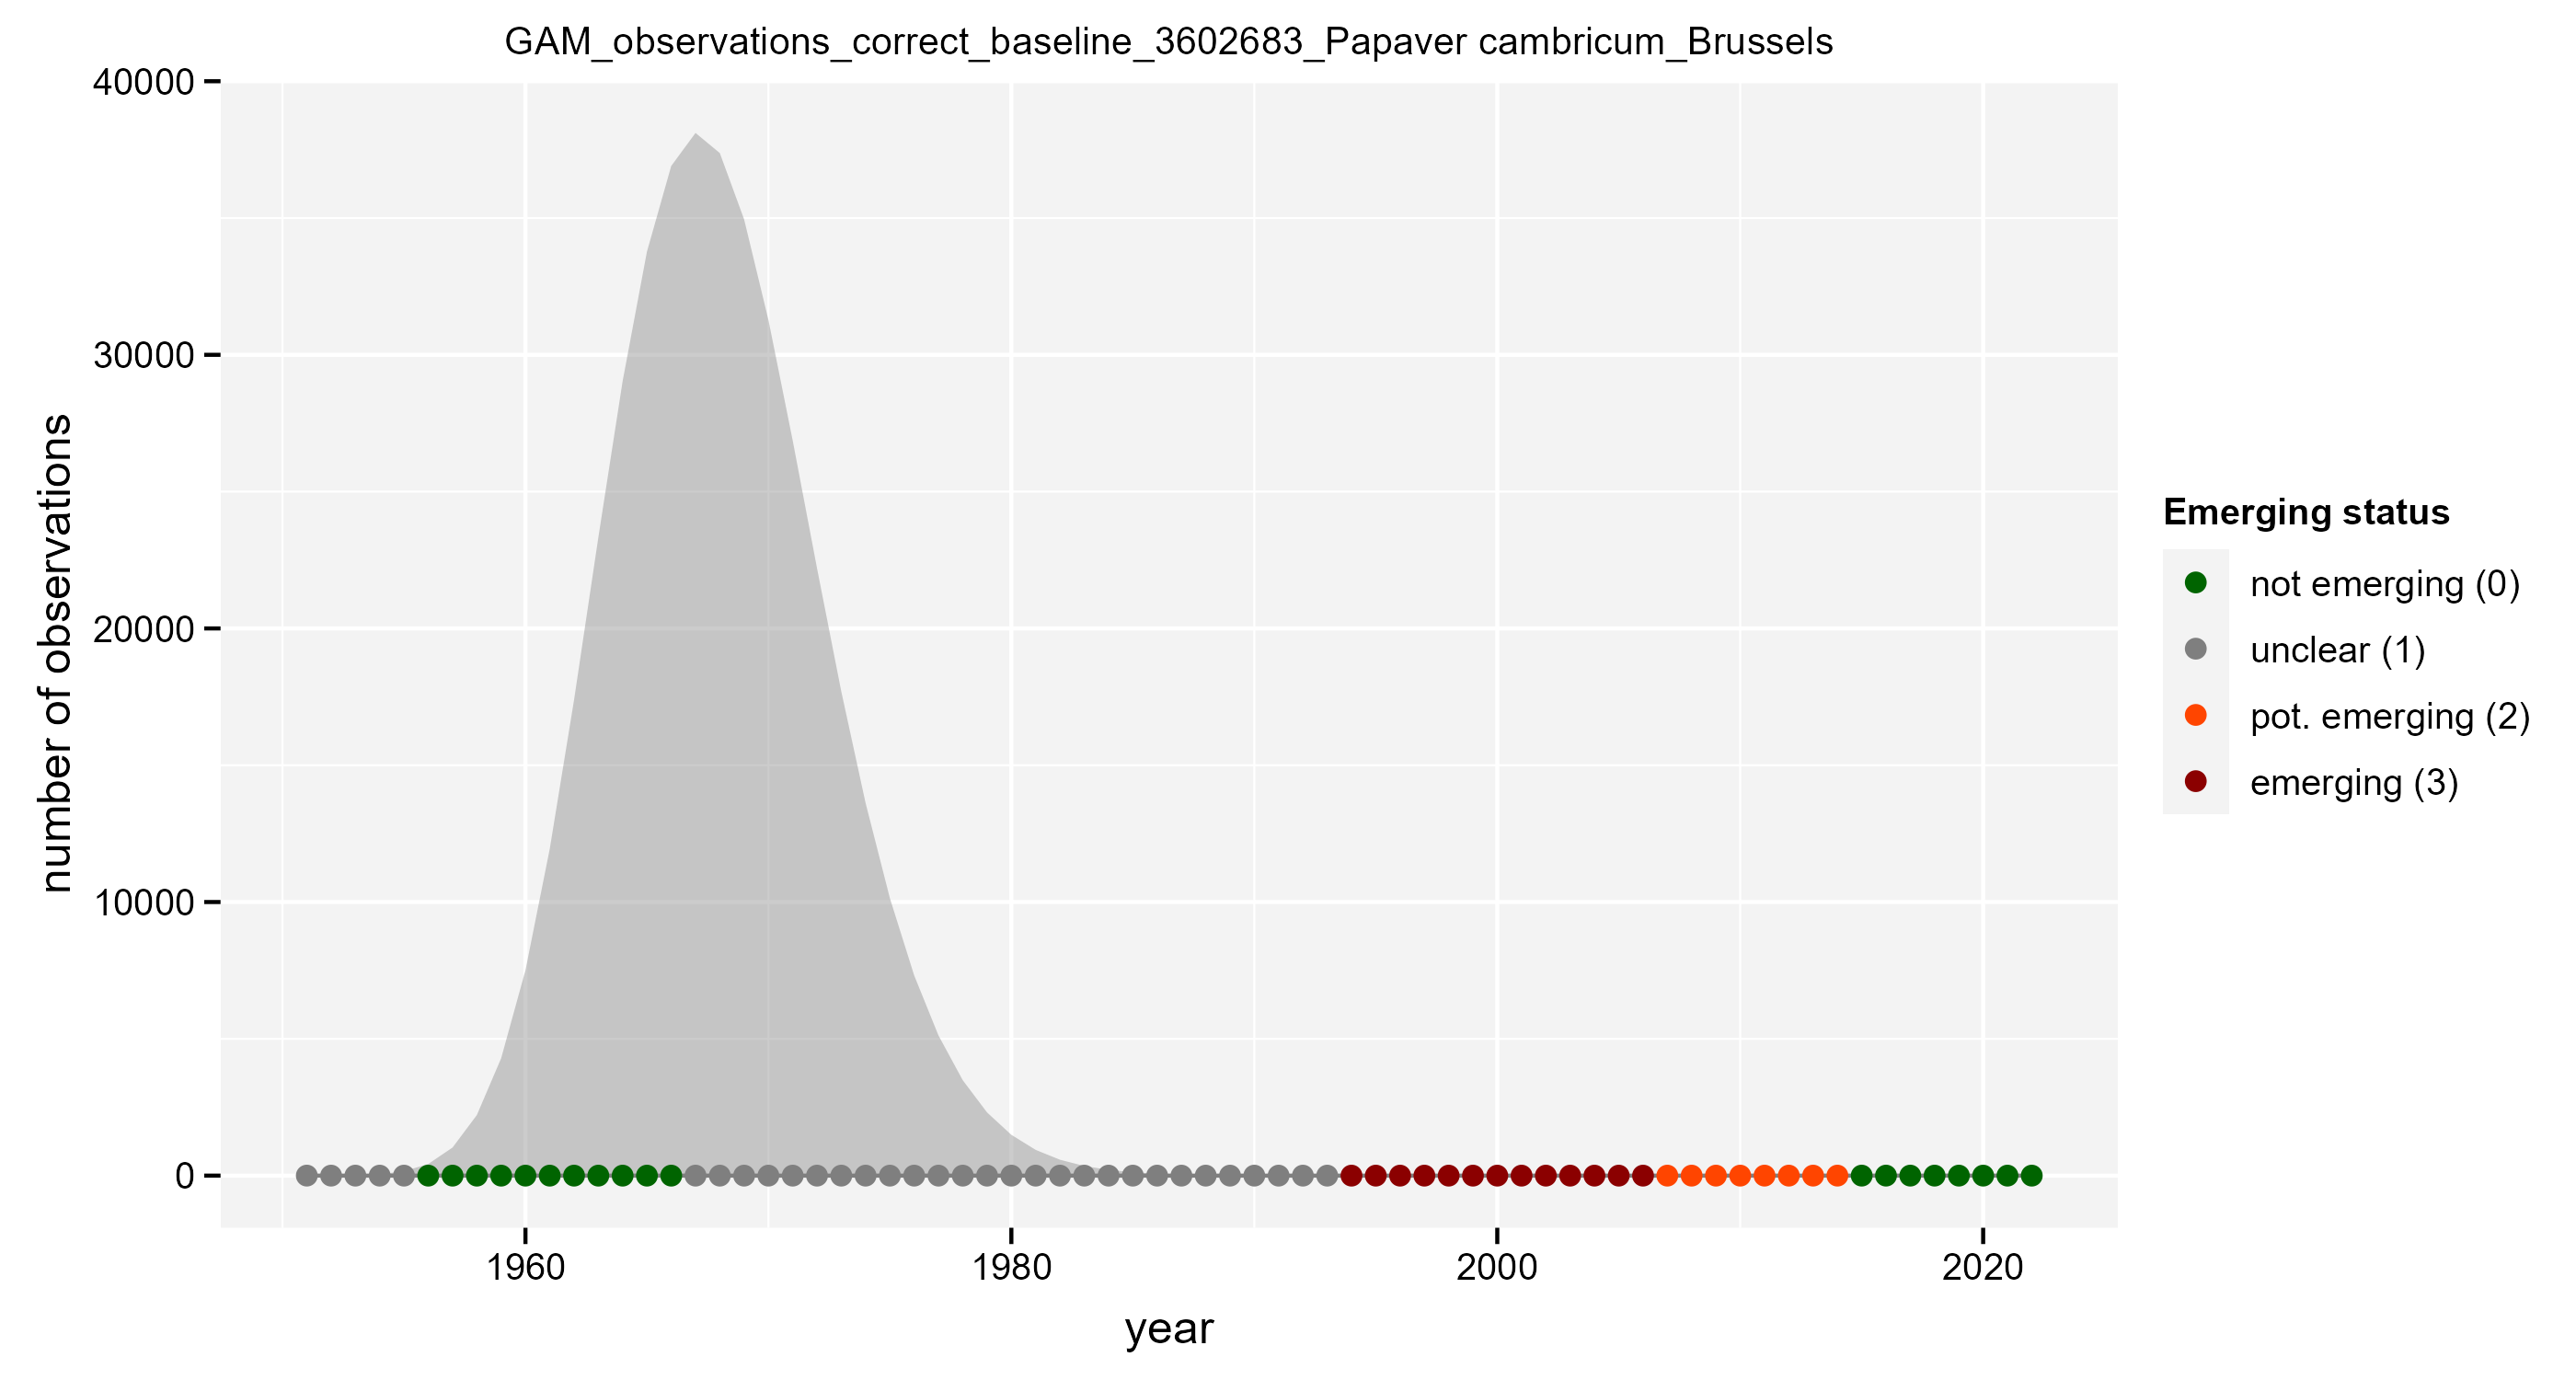 GAM_observations_correct_baseline_3602683_Papaver cambricum_Brussels
40000
30000
20000
10000
0
number of observations
1960
1980
2000
2020
year
Emerging status
not emerging (0)
unclear (1)
pot. emerging (2)
emerging (3)